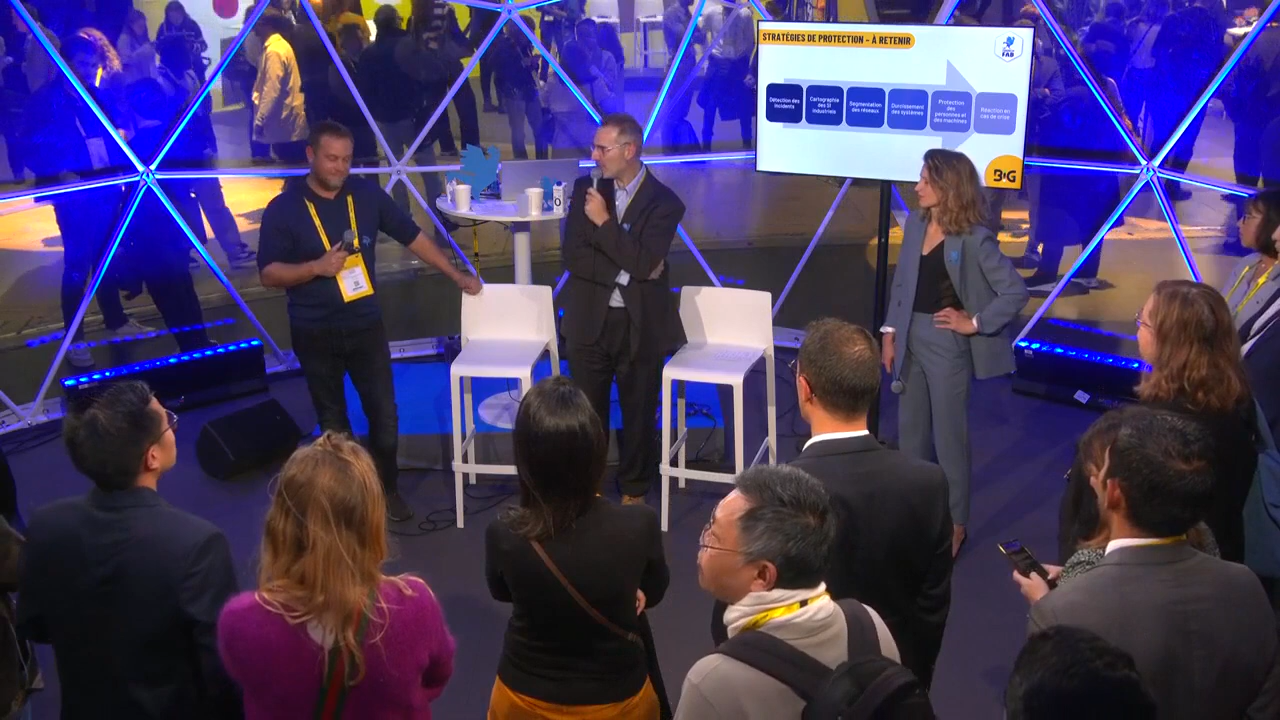 STRATÉGIES DE PROTECTION – À RETENIR
FAB
Détection des
incidents
Cartographie
des SI
industriels
Segmentation
des réseaux
Durcissement
des systèmes
Protection
des
personnes et
des machines
Réaction en
cas de crise